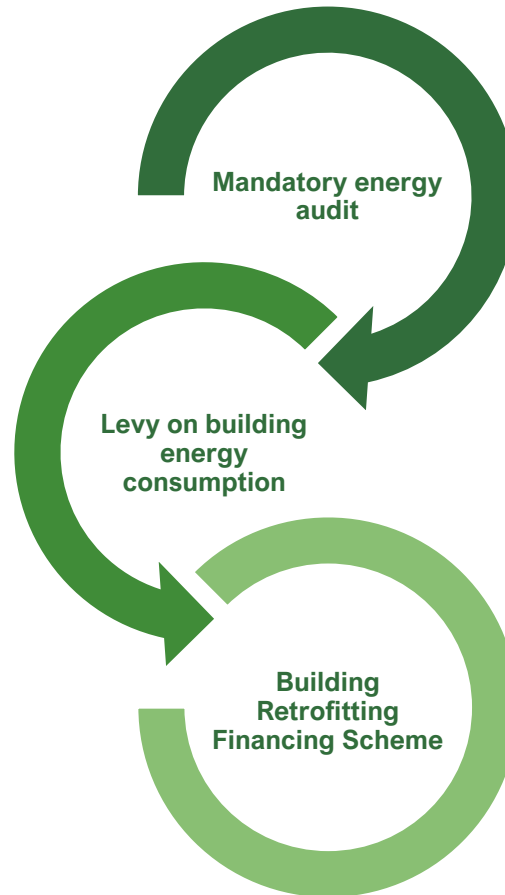 Mandatory energy
audit
Levy on building
energy
consumption
Building
Retrofitting
Financing Scheme